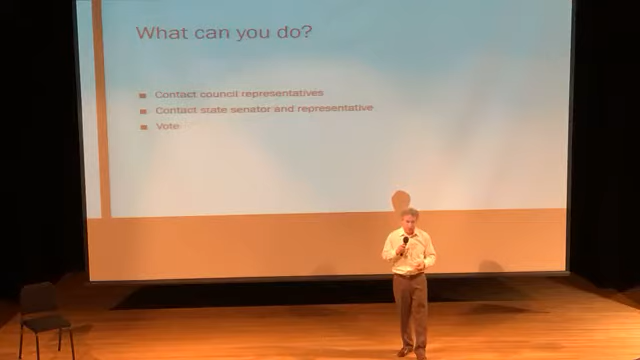 What can you do?
Contact council representatives
Contact state senator and representative
Vote